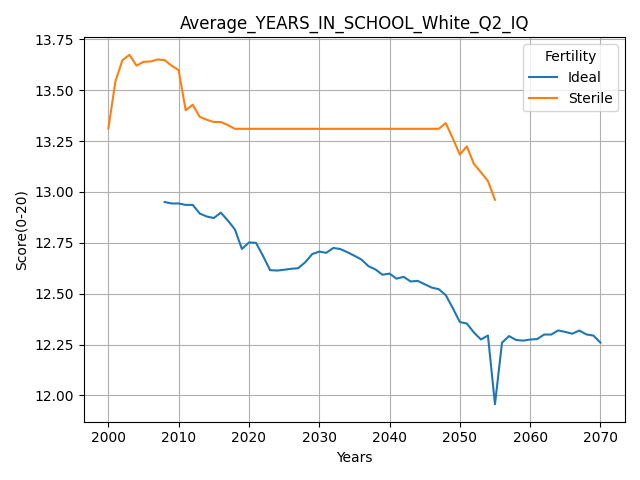 Average_YEARS_IN_SCHOOL_White_Q2_IQ
Fertility
Ideal
Sterile
Score(0-20)
13.75
13.50
13.25
13.00
12.75
12.50
12.25
12.00
2000 2010 2020 2030 2040 2050 2060 2070
Years